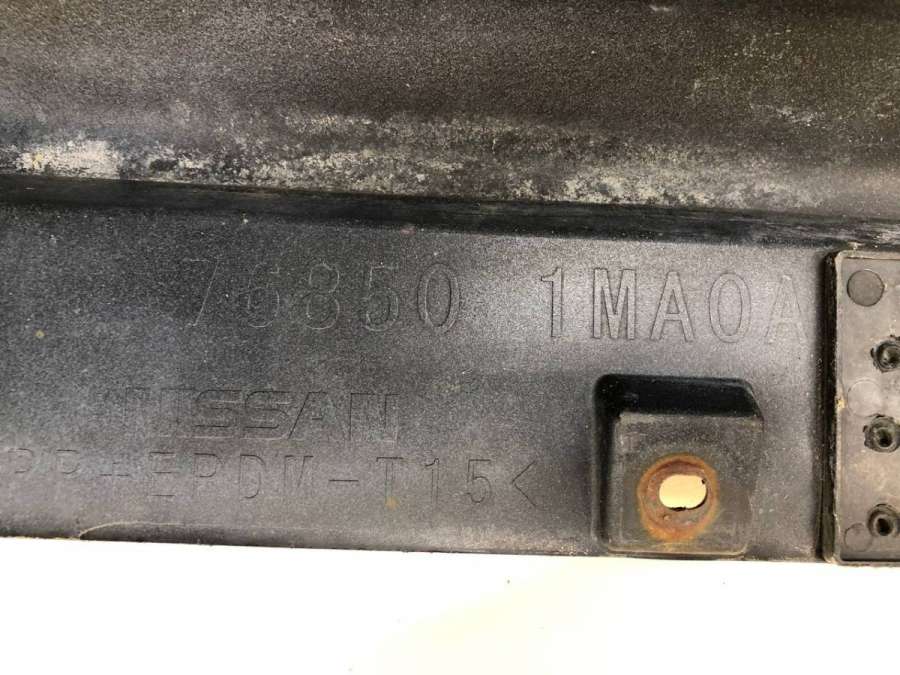 76850 1MA0A
NISSAN
PP+EPDM-T15<